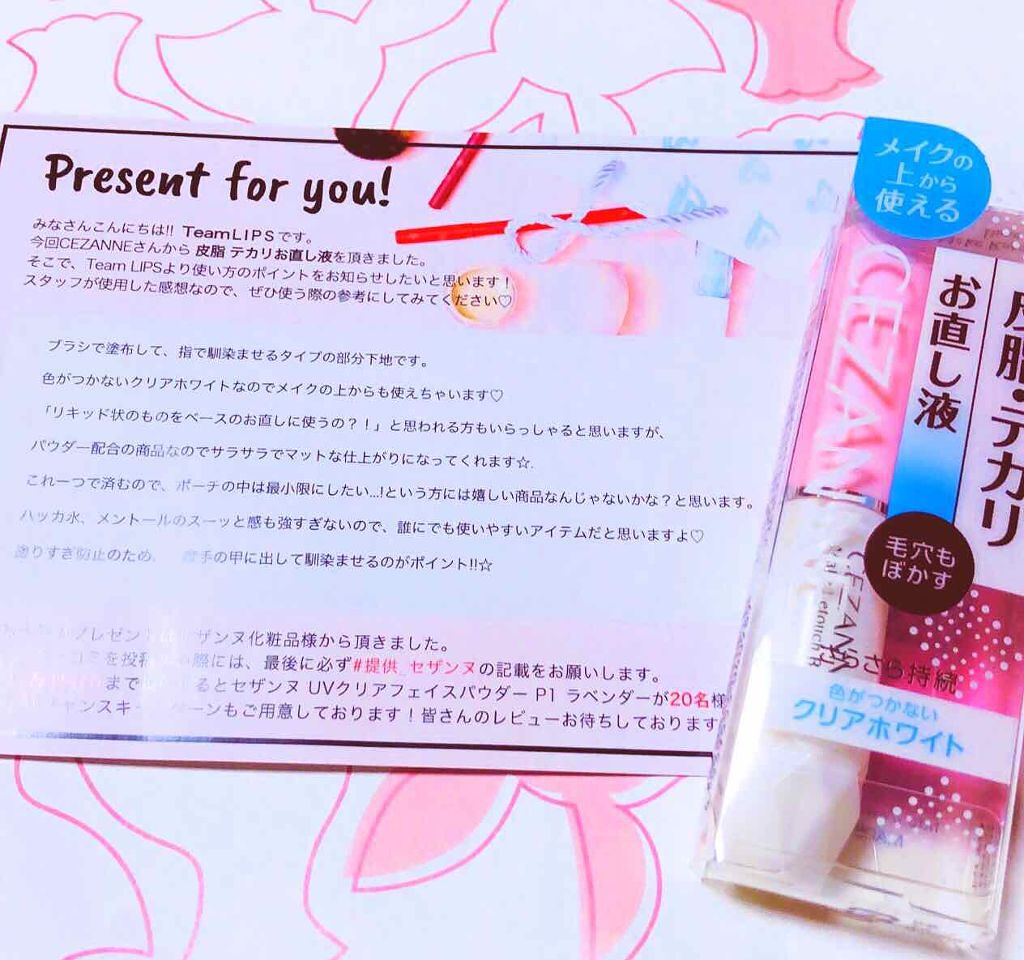 Present for you!
みなさんこんにちは!! TeamLIPSです。
今回CEZANNEさんから 皮脂 テカリお直し液を頂きました。
そこで、Team LIPSより使い方のポイントをお知らせしたいと思います!
スタッフが使用した感想なので、ぜひ使う際の参考にしてみてください♡
ブラシで塗布して、指で馴染ませるタイプの部分下地です。
色がつかないクリアホワイトなのでメイクの上からも使えちゃいます♡
「リキッド状のものをベースのお直しに使うの?!」と思われる方もいらっしゃると思いますが、
パウダー配合の商品なのでサラサラでマットな仕上がりになってくれます☆.
これ一つで済むので、ポーチの中は最小限にしたい...!という方には嬉しい商品なんじゃないかな?と思います。
ハッカ水、メントールのスーッと感も強すぎないので、誰にでも使いやすいアイテムだと思いますよ♡
塗りすぎ防止のため、 手の甲に出して馴染ませるのがポイント!!☆
プレゼント ザンヌ化粧品様から頂きました。
コミを投稿 際には、最後に必ず#提供_セザンヌの記載をお願いします。
まで るとセザンヌ UVクリアフェイスパウダー P1 ラベンダーが20名様
ャンスキ ーンもご用意しております!皆さんのレビューお待ちしております
メイクの
上から
使える
CEZANN
皮脂・テカリ
お直し液
毛穴も
ぼかす
CEZANN
さら持続
色がつかない
クリアホワイト